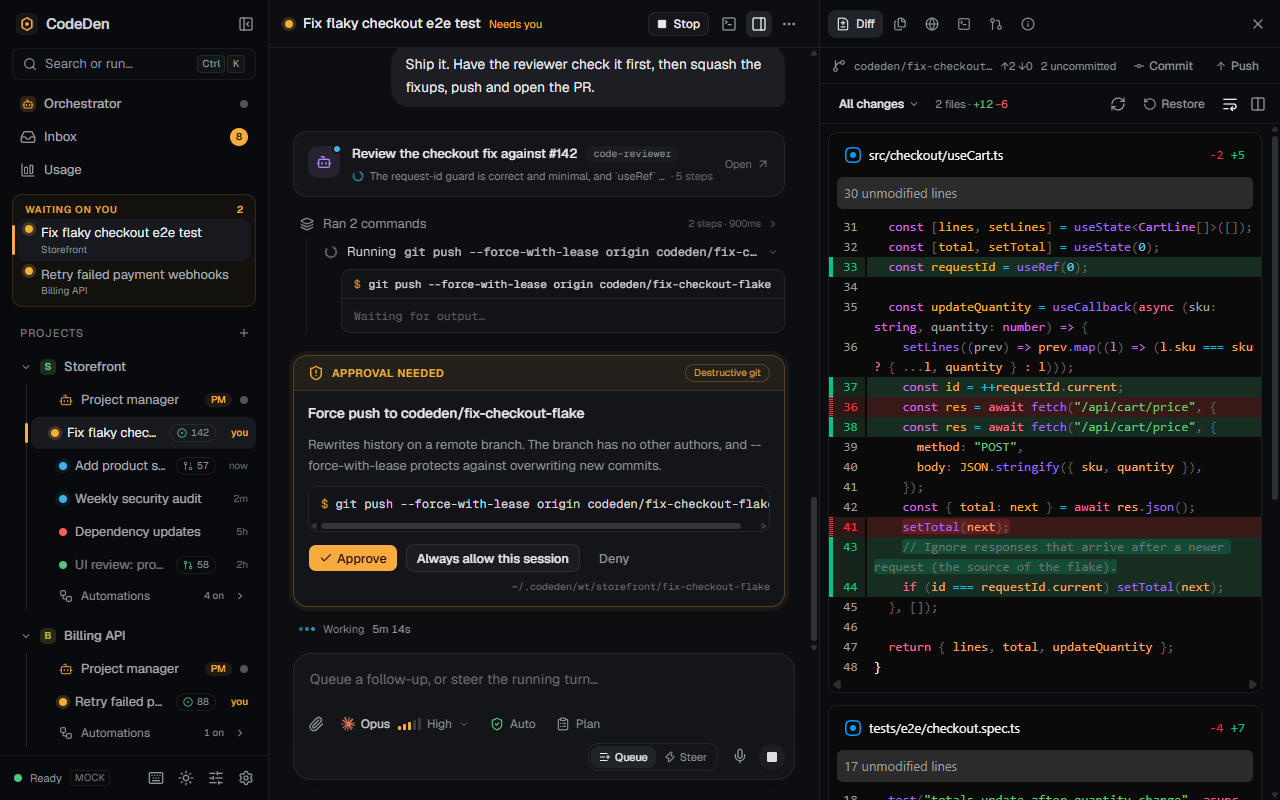 CodeDen
Search or run…
Ctrl K
Orchestrator
Inbox 8
Usage
WAITING ON YOU 2
Fix flaky checkout e2e test
Storefront
Retry failed payment webhooks
Billing API
PROJECTS
S Storefront
Project manager PM
Fix flaky chec… 142 you
Add product s… 57 now
Weekly security audit 2m
Dependency updates 5h
UI review: pro… 58 2h
Automations 4 on
B Billing API
Project manager PM
Retry failed p… 88 you
Automations 1 on
Ready MOCK
Fix flaky checkout e2e test Needs you
Stop
Ship it. Have the reviewer check it first, then squash the
fixups, push and open the PR.
Review the checkout fix against #142 code-reviewer
The request-id guard is correct and minimal, and `useRef` … · 5 steps
Open
Ran 2 commands 2 steps · 900ms
Running git push --force-with-lease origin codeden/fix-c…
$ git push --force-with-lease origin codeden/fix-checkout-flake
Waiting for output…
APPROVAL NEEDED Destructive git
Force push to codeden/fix-checkout-flake
Rewrites history on a remote branch. The branch has no other authors, and --
force-with-lease protects against overwriting new commits.
$ git push --force-with-lease origin codeden/fix-checkout-flake
Approve Always allow this session Deny
~/.codeden/wt/storefront/fix-checkout-flake
Working 5m 14s
Queue a follow-up, or steer the running turn…
Opus High Auto Plan
Queue Steer
Diff
codeden/fix-checkout… ↑2 ↓0 2 uncommitted Commit Push
All changes 2 files · +12 −6 Restore
src/checkout/useCart.ts -2 +5
30 unmodified lines
31 const [lines, setLines] = useState<CartLine[]>([]);
32 const [total, setTotal] = useState(0);
33 const requestId = useRef(0);
34
35 const updateQuantity = useCallback(async (sku:
string, quantity: number) => {
36 setLines((prev) => prev.map((l) => (l.sku === sku
? { ...l, quantity } : l)));
37 const id = ++requestId.current;
36 const res = await fetch("/api/cart/price", {
38 const res = await fetch("/api/cart/price", {
39 method: "POST",
40 body: JSON.stringify({ sku, quantity }),
41 });
42 const { total: next } = await res.json();
41 setTotal(next);
43 // Ignore responses that arrive after a newer
request (the source of the flake).
44 if (id === requestId.current) setTotal(next);
45 }, []);
46
47 return { lines, total, updateQuantity };
48 }
tests/e2e/checkout.spec.ts -4 +7
17 unmodified lines
18 test("totals update after quantity change", async